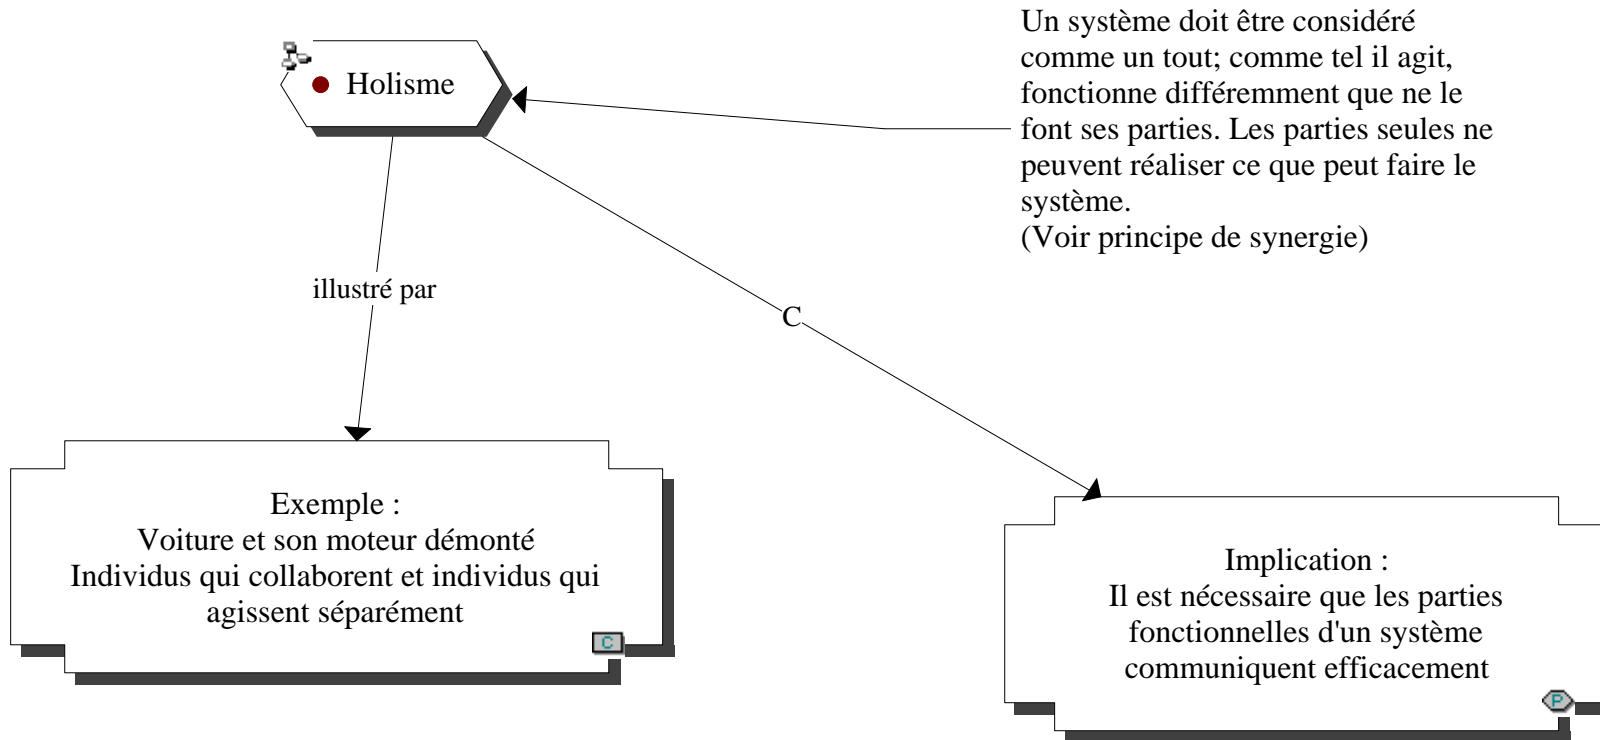 Un système doit être considéré
comme un tout; comme tel il agit,
fonctionne différemment que ne le
font ses parties. Les parties seules ne
peuvent réaliser ce que peut faire le
système.
(Voir principe de synergie)
Holisme
illustré par
C
Exemple :
Voiture et son moteur démonté
Individus qui collaborent et individus qui
agissent séparément
C
Implication :
Il est nécessaire que les parties
fonctionnelles d'un système
communiquent efficacement
P